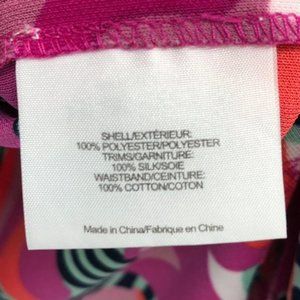 SHELL/EXTÉRIEUR:
100% POLYESTER/POLYESTER
TRIMS/GARNITURE:
100% SILK/SOIE
WAISTBAND/CEINTURE:
100% COTTON/COTON
Made in China/Fabrique en Chine